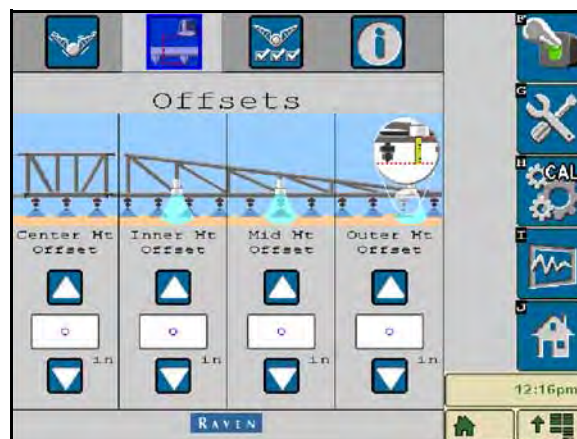 F
Offsets
G
H
CAL
Center Ht
Offset
Inner Ht
Offset
Mid Ht
Offset
Outer Ht
Offset
I
0
0
0
0
in
in
in
in
J
12:16pm
RAVEN